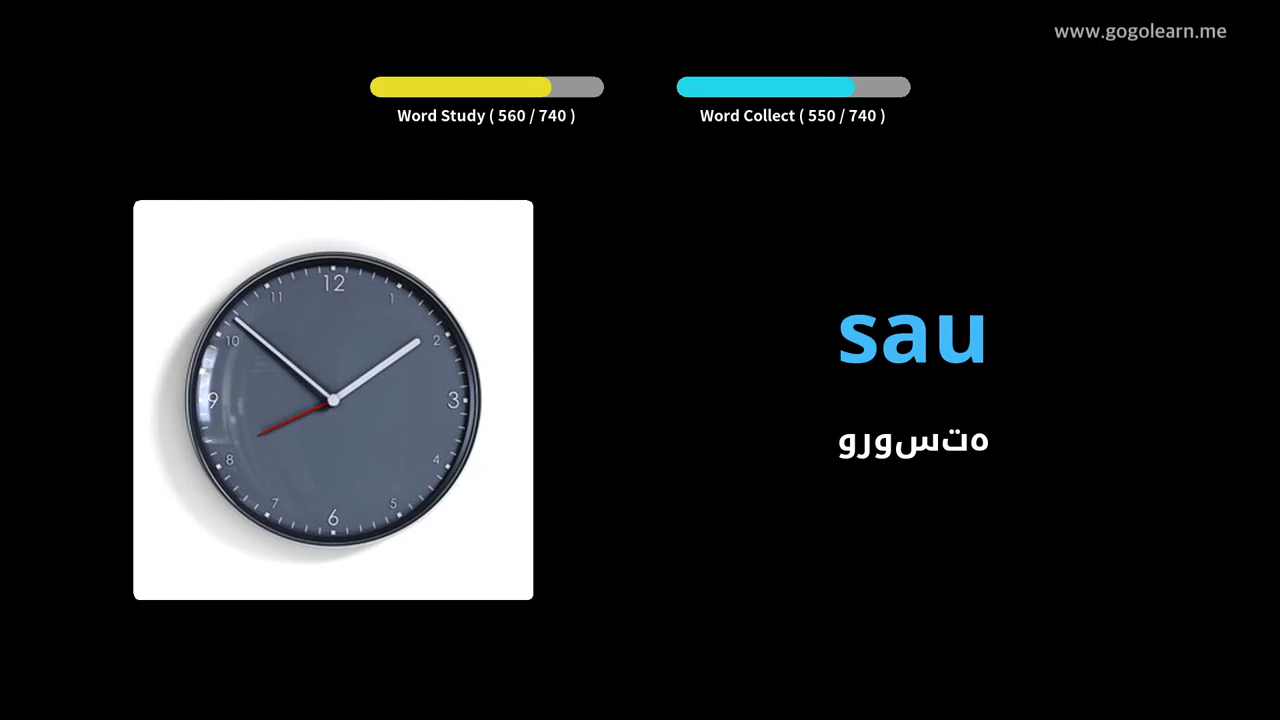 www.gogolearn.me
Word Study ( 560 / 740 )
Word Collect ( 550 / 740 )
12
11 1
10 2
9 3
8 4
7 5
6
sau
هتسورو